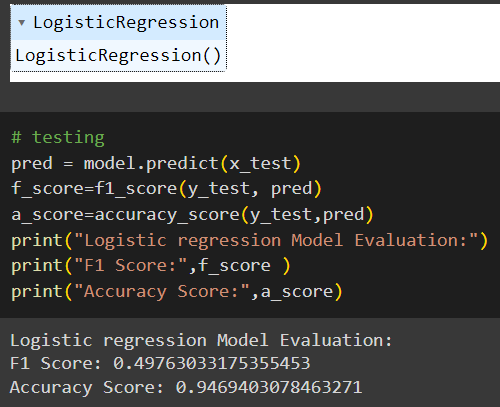 ▾ LogisticRegression
LogisticRegression()
# testing
pred = model.predict(x_test)
f_score=f1_score(y_test, pred)
a_score=accuracy_score(y_test,pred)
print("Logistic regression Model Evaluation:")
print("F1 Score:",f_score )
print("Accuracy Score:",a_score)
Logistic regression Model Evaluation:
F1 Score: 0.49763033175355453
Accuracy Score: 0.9469403078463271